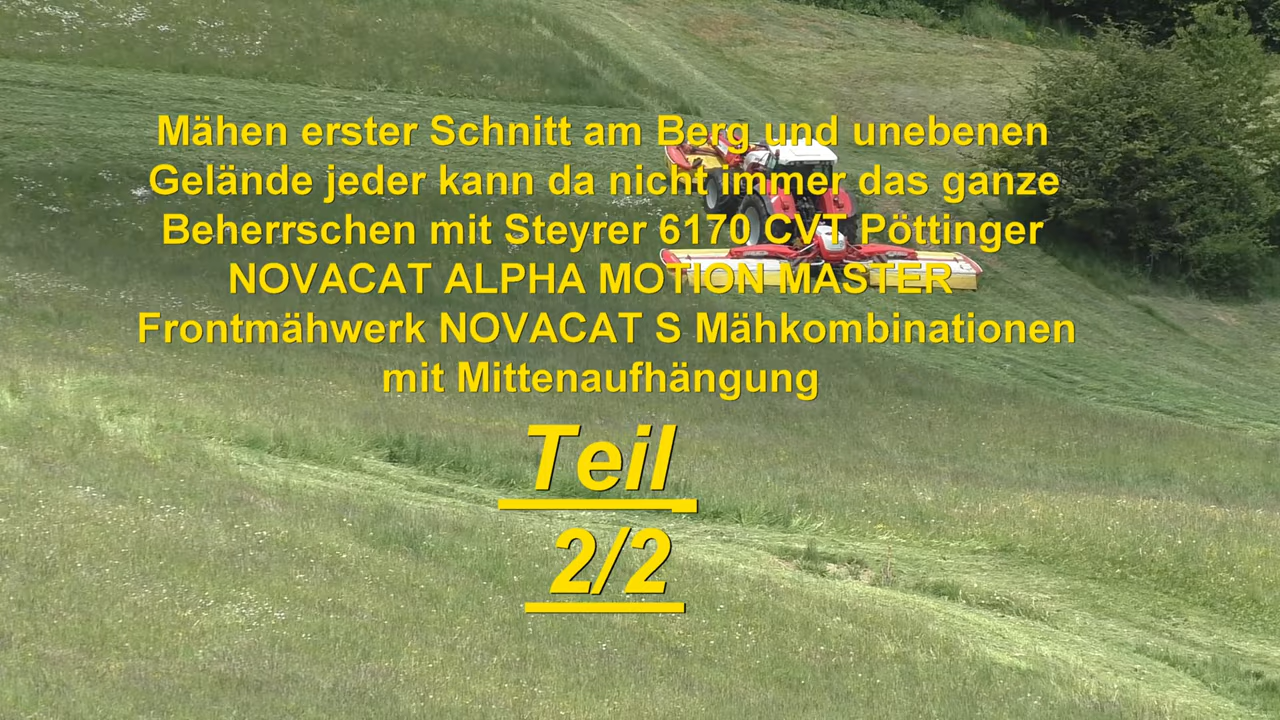 Mähen erster Schnitt am Berg und unebenen
Gelände jeder kann da nicht immer das ganze
Beherrschen mit Steyrer 6170 CVT Pöttinger
NOVACAT ALPHA MOTION MASTER
Frontmähwerk NOVACAT S Mähkombinationen
mit Mittenaufhängung
Teil
2/2